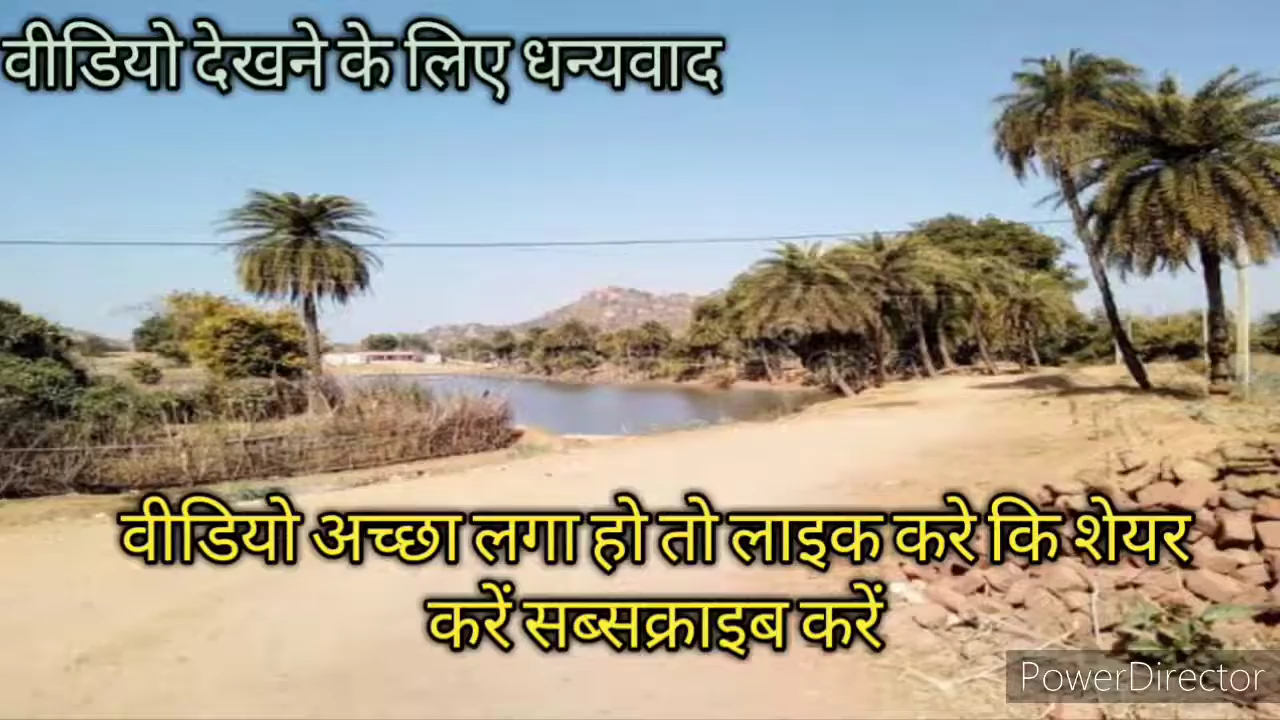 वीडियो देखने के लिए धन्यवाद
वीडियो अच्छा लगा हो तो लाइक करे कि शेयर
करें सब्सक्राइब करें
PowerDirector